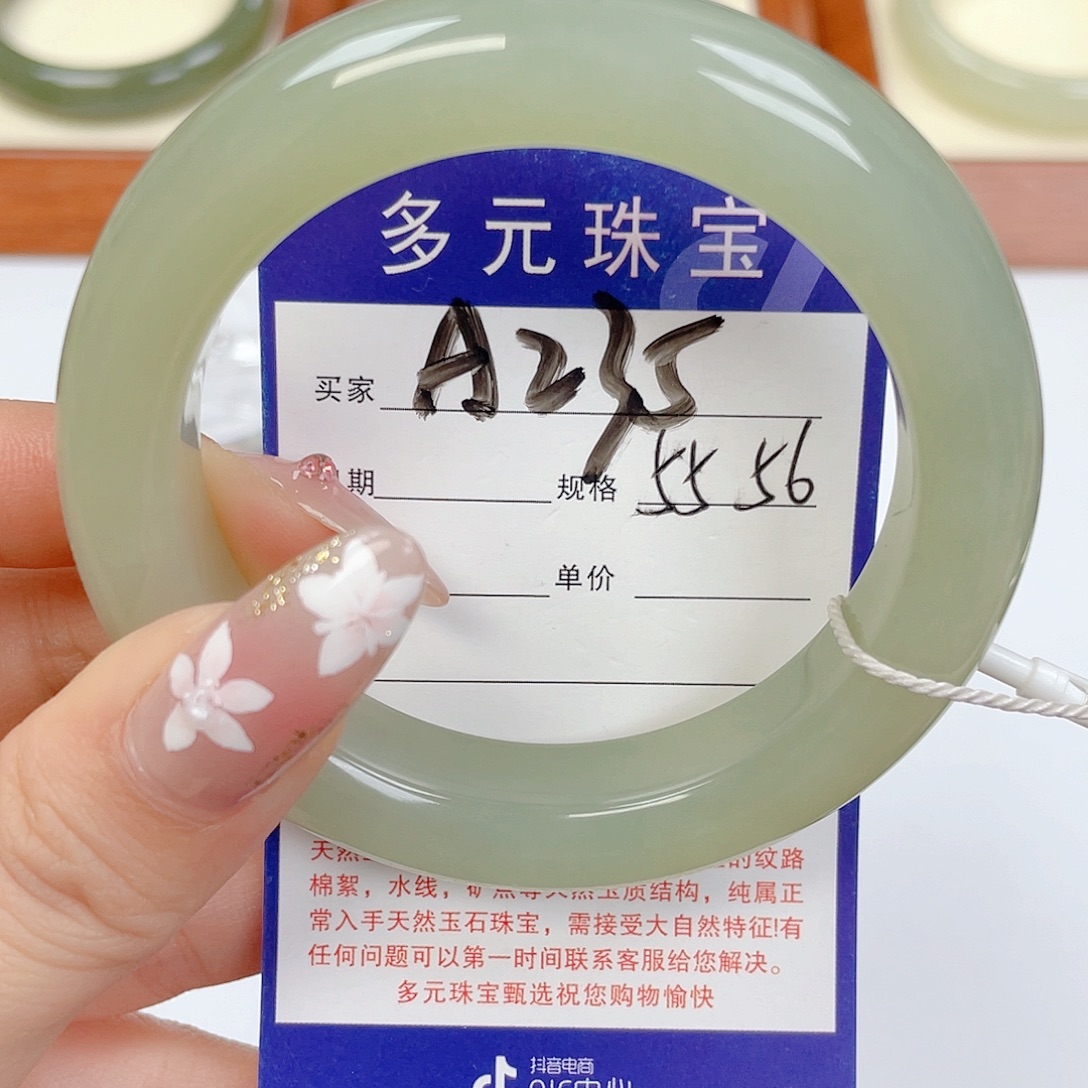 多元珠宝
买家 A235
期 规格 55 56
单价
天然 的纹路
棉絮，水线，矿点等天然玉质结构，纯属正
常入手天然玉石珠宝，需接受大自然特征!有
任何问题可以第一时间联系客服给您解决。
多元珠宝甄选祝您购物愉快
抖音电商